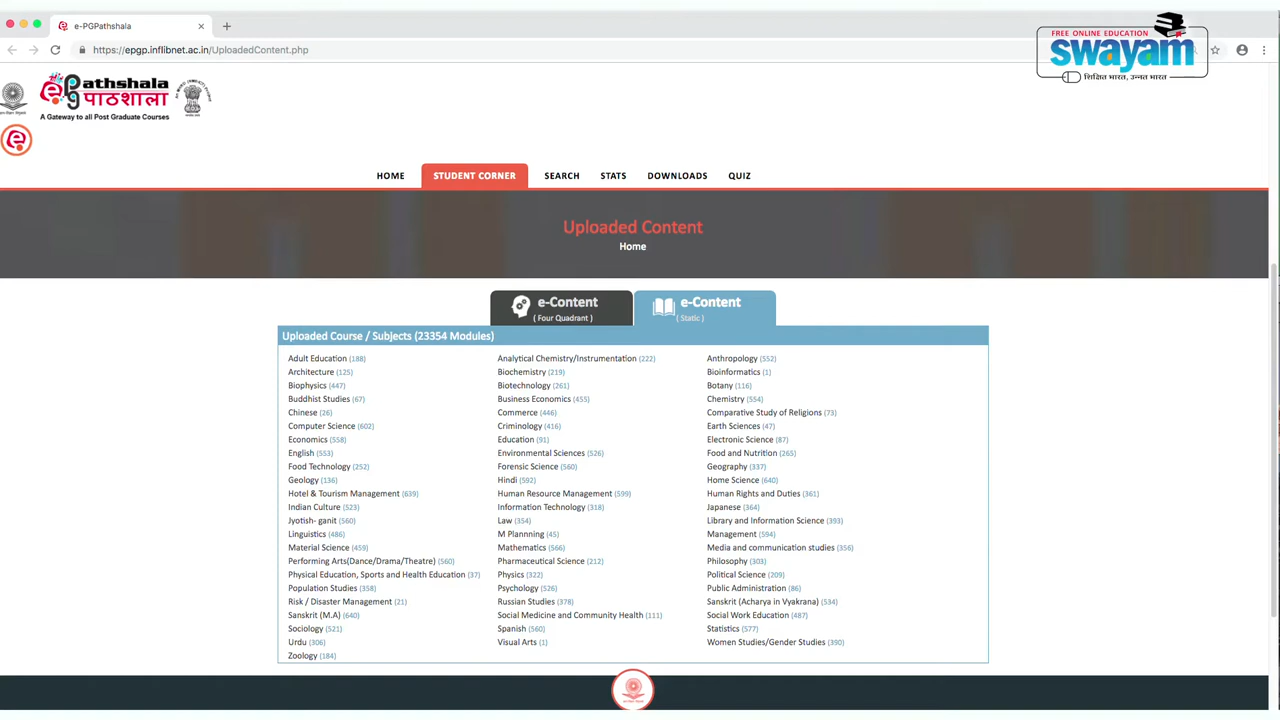 e-PGPathshala
https://epgp.inflibnet.ac.in/UploadedContent.php
FREE ONLINE EDUCATION
swayam
शिक्षित भारत, उन्नत भारत
ePg Pathshala
पाठशाला
A Gateway to all Post Graduate Courses
HOME STUDENT CORNER SEARCH STATS DOWNLOADS QUIZ
Uploaded Content
Home
e-Content
( Four Quadrant )
e-Content
( Static )
Uploaded Course / Subjects (23354 Modules)
Adult Education (188) Analytical Chemistry/Instrumentation (222) Anthropology (552)
Architecture (125) Biochemistry (219) Bioinformatics (1)
Biophysics (447) Biotechnology (261) Botany (116)
Buddhist Studies (67) Business Economics (455) Chemistry (554)
Chinese (26) Commerce (446) Comparative Study of Religions (73)
Computer Science (602) Criminology (416) Earth Sciences (47)
Economics (558) Education (91) Electronic Science (87)
English (553) Environmental Sciences (526) Food and Nutrition (265)
Food Technology (252) Forensic Science (560) Geography (337)
Geology (136) Hindi (592) Home Science (640)
Hotel & Tourism Management (639) Human Resource Management (599) Human Rights and Duties (361)
Indian Culture (523) Information Technology (318) Japanese (364)
Jyotish- ganit (560) Law (354) Library and Information Science (393)
Linguistics (486) M Plannning (45) Management (594)
Material Science (459) Mathematics (566) Media and communication studies (356)
Performing Arts(Dance/Drama/Theatre) (560) Pharmaceutical Science (212) Philosophy (303)
Physical Education, Sports and Health Education (37) Physics (322) Political Science (209)
Population Studies (358) Psychology (526) Public Administration (86)
Risk / Disaster Management (21) Russian Studies (378) Sanskrit (Acharya in Vyakrana) (534)
Sanskrit (M.A) (640) Social Medicine and Community Health (111) Social Work Education (487)
Sociology (521) Spanish (560) Statistics (577)
Urdu (306) Visual Arts (1) Women Studies/Gender Studies (390)
Zoology (184)